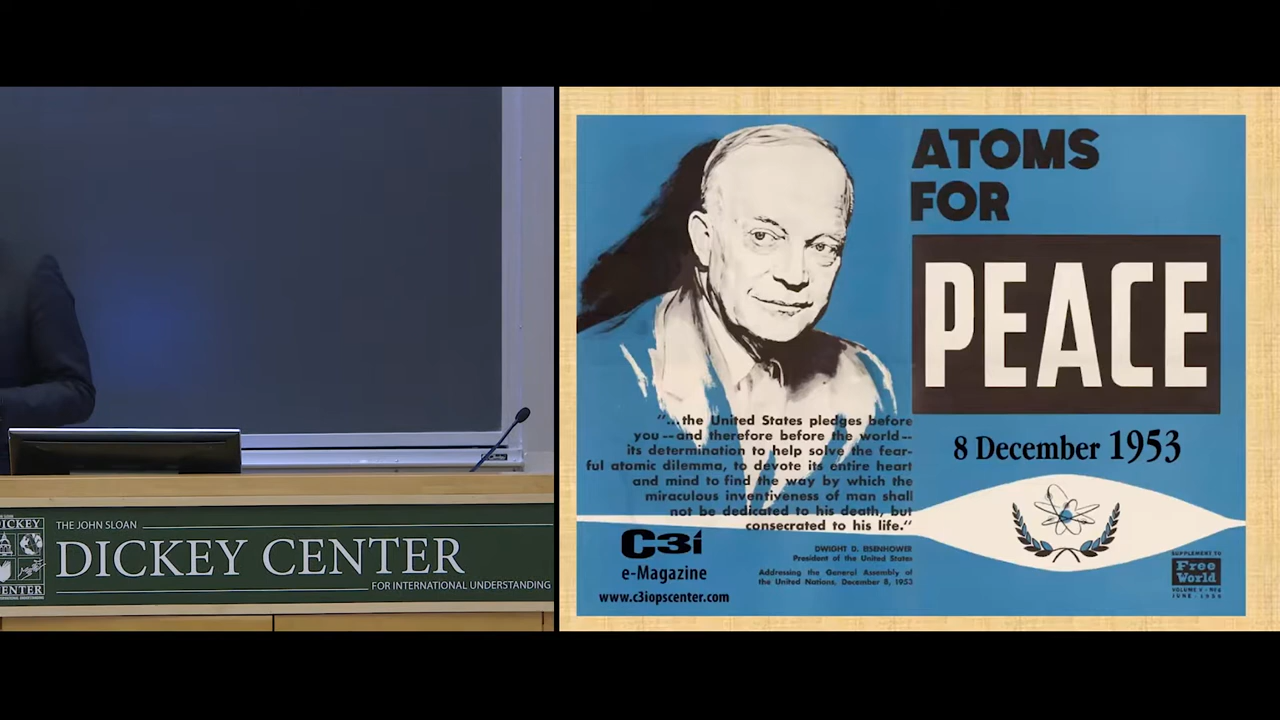 DICKEY
CENTER
THE JOHN SLOAN
DICKEY CENTER
FOR INTERNATIONAL UNDERSTANDING
ATOMS
FOR
PEACE
8 December 1953
"...the United States pledges before
you--and therefore before the world--
its determination to help solve the fear-
ful atomic dilemma, to devote its entire heart
and mind to find the way by which the
miraculous inventiveness of man shall
not be dedicated to his death, but
consecrated to his life."
DWIGHT D. EISENHOWER
President of the United States
Addressing the General Assembly of
the United Nations, December 8, 1953
C3i
e-Magazine
www.c3iopscenter.com
SUPPLEMENT TO
Free
World
VOLUME V
JUNE